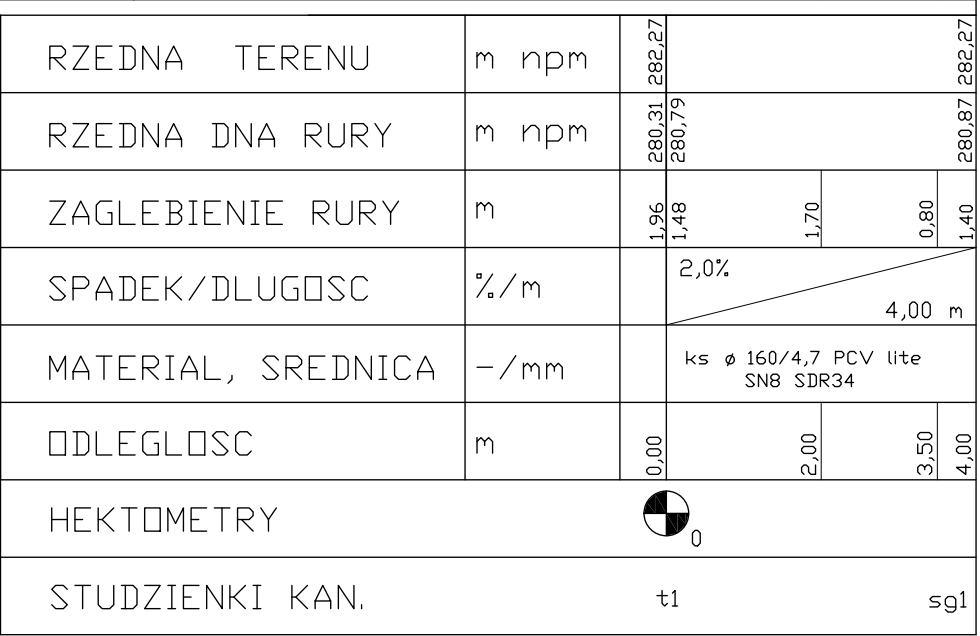 RZEDNA TERENU m npm 282,27 282,27
RZEDNA DNA RURY m npm 280,31 280,79 280,87
ZAGLEBIENIE RURY m 1,96 1,48 1,70 0,80 1,40
SPADEK/DLUGOSC %/m 2,0% 4,00 m
MATERIAL, SREDNICA -/mm ks ø 160/4,7 PCV lite
SN8 SDR34
ODLEGLOSC m 0,00 2,00 3,50 4,00
HEKTOMETRY 0
STUDZIENKI KAN. t1 sg1